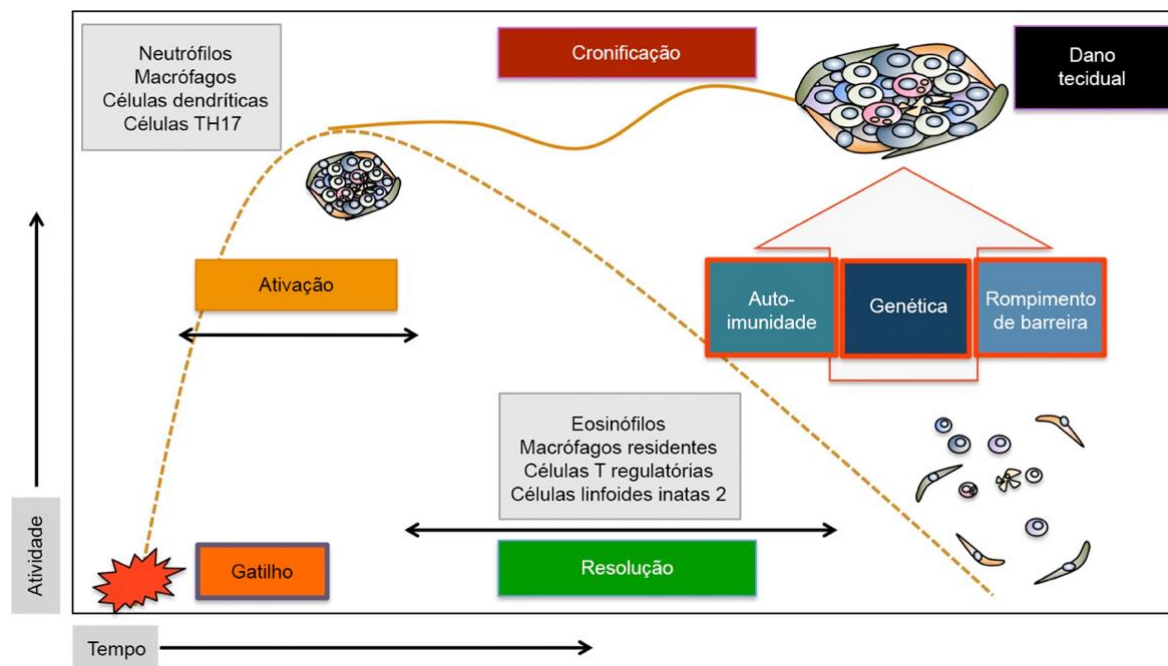 Neutrófilos
Macrófagos
Células dendríticas
Células TH17
Cronificação
Dano
tecidual
Ativação
Auto-
imunidade
Genética
Rompimento
de barreira
Eosinófilos
Macrófagos residentes
Células T regulatórias
Células linfoides inatas 2
Gatilho
Resolução
Atividade
Tempo